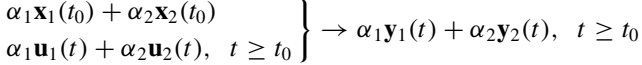 α₁x₁(t₀) + α₂x₂(t₀)
α₁u₁(t) + α₂u₂(t), t ≥ t₀ } → α₁y₁(t) + α₂y₂(t), t ≥ t₀